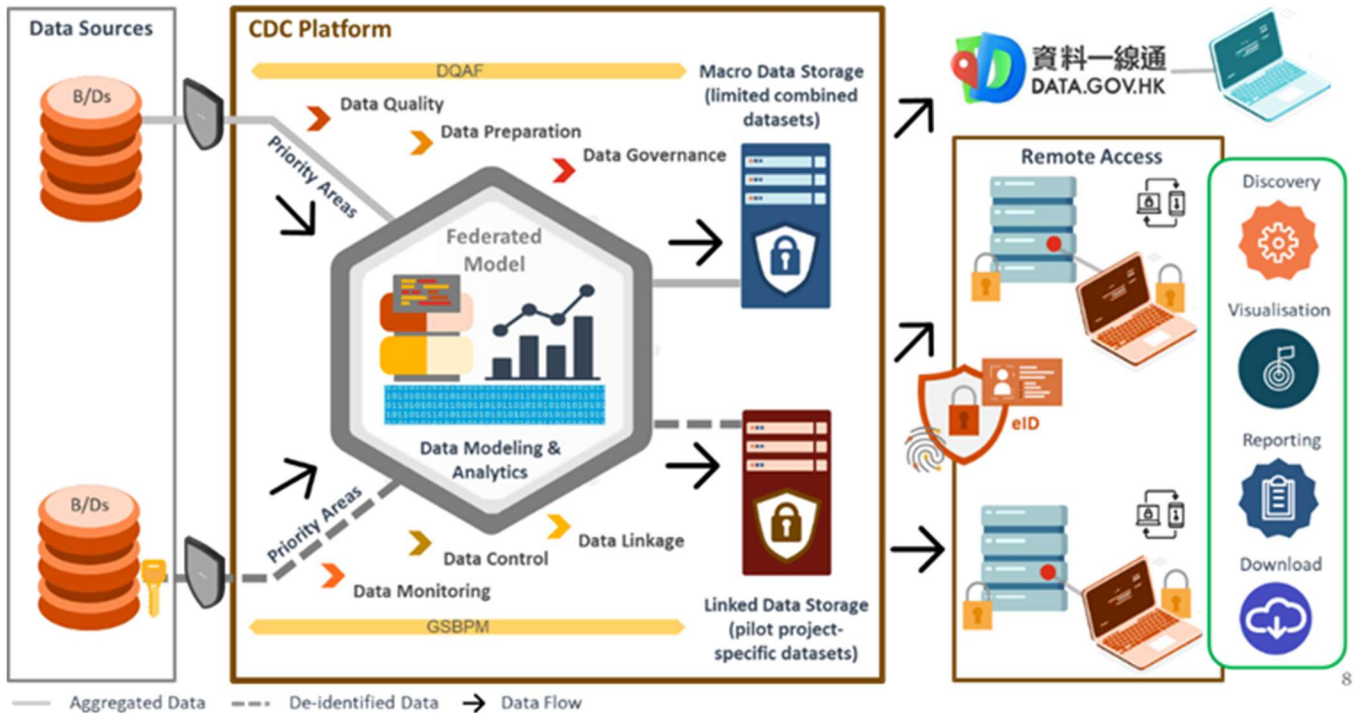 Data Sources
B/Ds
B/Ds
CDC Platform
DQAF
Data Quality
Data Preparation
Data Governance
Priority Areas
Federated
Model
Data Modeling &
Analytics
Priority Areas
Data Control
Data Linkage
Data Monitoring
GSBPM
Macro Data Storage
(limited combined
datasets)
Linked Data Storage
(pilot project-
specific datasets)
資料一線通
DATA.GOV.HK
Remote Access
eID
Discovery
Visualisation
Reporting
Download
Aggregated Data
De-identified Data
Data Flow
8